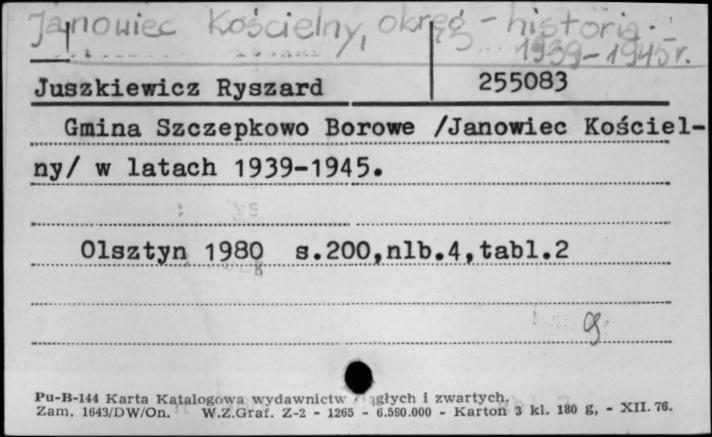 Janowiec Kościelny, okręg - historia
1939-1945 r.
Juszkiewicz Ryszard 255083
Gmina Szczepkowo Borowe /Janowiec Kościel-
ny/ w latach 1939-1945.
Olsztyn 1980 s.200,nlb.4,tabl.2
g
Pu-B-144 Karta Katalogowa wydawnictw ągłych i zwartych.
Zam. 1643/DW/On. W.Z.Graf. Z-2 - 1265 - 6.590.000 - Karton 3 kl. 180 g, - XII. 76.